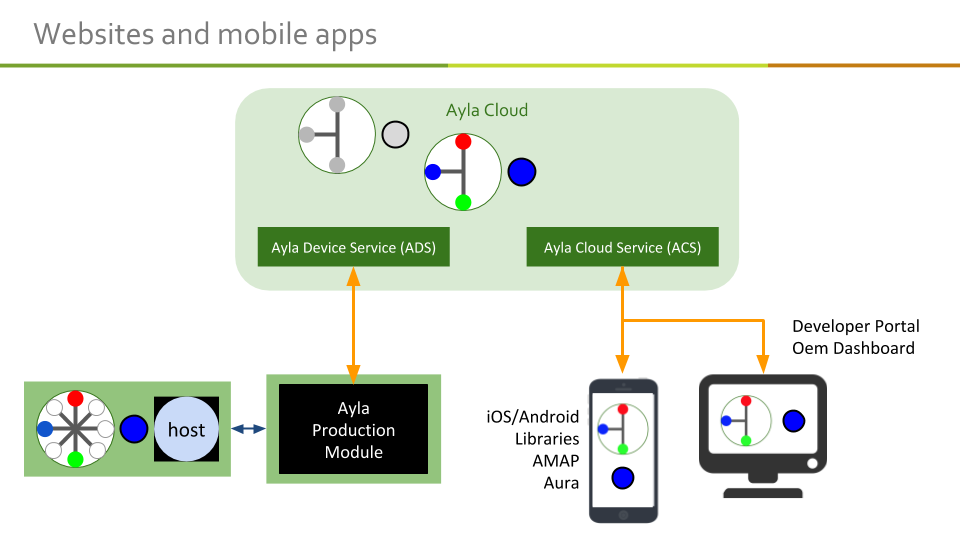 Websites and mobile apps
Ayla Cloud
Ayla Device Service (ADS)
Ayla Cloud Service (ACS)
Developer Portal
Oem Dashboard
host
Ayla
Production
Module
iOS/Android
Libraries
AMAP
Aura